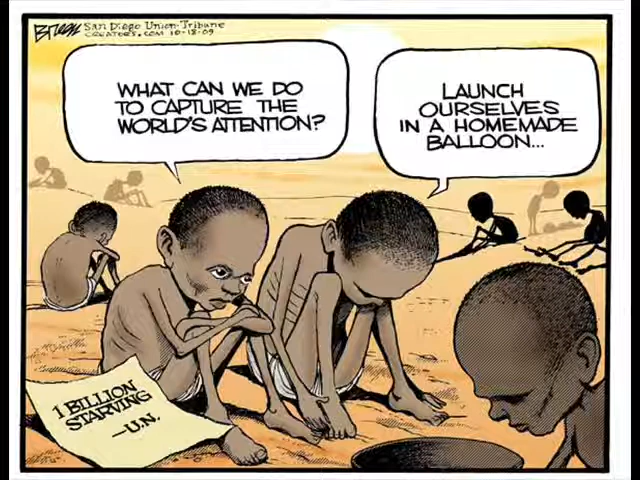 Breen San Diego Union-Tribune
CREATORS.COM 10-18-09
WHAT CAN WE DO
TO CAPTURE THE
WORLD'S ATTENTION?
LAUNCH
OURSELVES
IN A HOMEMADE
BALLOON...
1 BILLION
STARVING
—U.N.